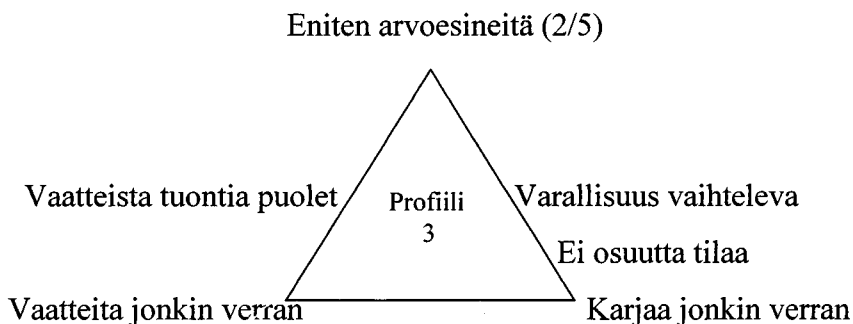 Eniten arvoesineitä (2/5)
Vaatteista tuontia puolet
Profiili
3
Varallisuus vaihteleva
Ei osuutta tilaa
Vaatteita jonkin verran
Karjaa jonkin verran